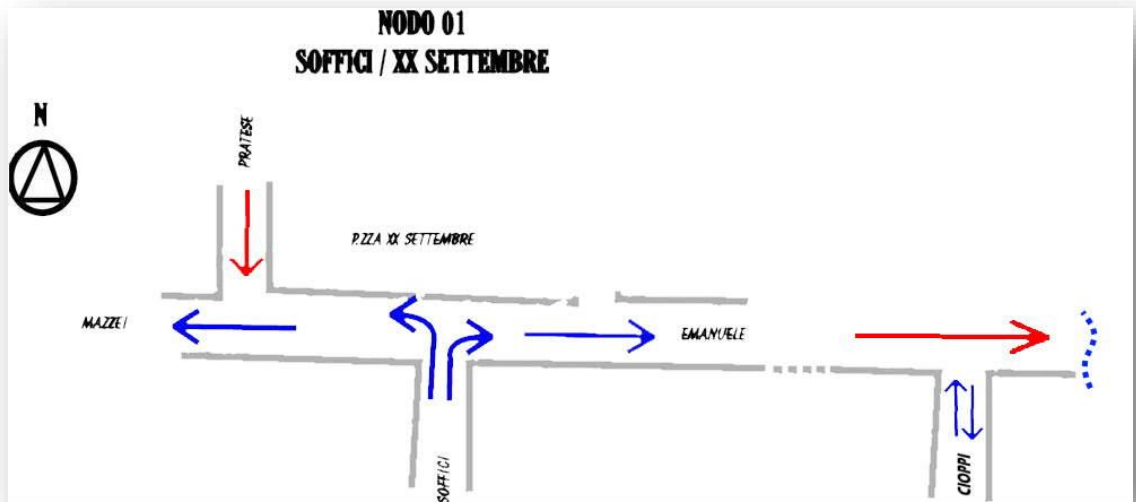 NODO 01
SOFFICI / XX SETTEMBRE
N
PRATESE
P.ZZA XX SETTEMBRE
MAZZEI
EMANUELE
SOFFICI
CIOPPI